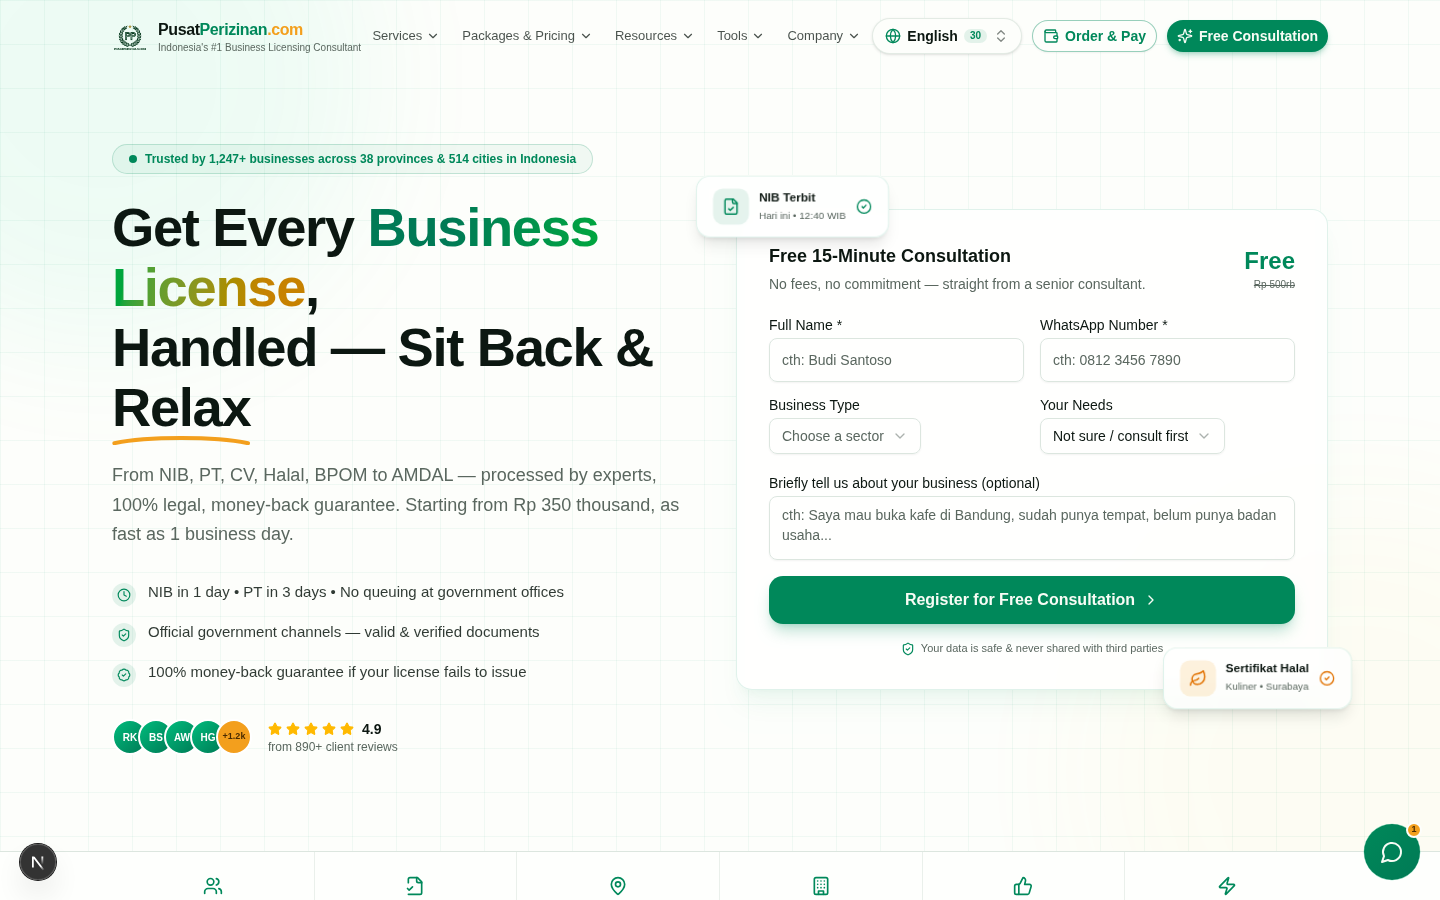 PusatPerizinan.com
Indonesia's #1 Business Licensing Consultant
Services
Packages & Pricing
Resources
Tools
Company
English 30
Order & Pay
Free Consultation
Trusted by 1,247+ businesses across 38 provinces & 514 cities in Indonesia
Get Every Business
License,
Handled — Sit Back &
Relax
From NIB, PT, CV, Halal, BPOM to AMDAL — processed by experts,
100% legal, money-back guarantee. Starting from Rp 350 thousand, as
fast as 1 business day.
NIB in 1 day • PT in 3 days • No queuing at government offices
Official government channels — valid & verified documents
100% money-back guarantee if your license fails to issue
RK BS AW HG +1.2k
4.9
from 890+ client reviews
NIB Terbit
Hari ini • 12:40 WIB
Free 15-Minute Consultation
Free
No fees, no commitment — straight from a senior consultant.
Rp 500rb
Full Name *
WhatsApp Number *
cth: Budi Santoso
cth: 0812 3456 7890
Business Type
Your Needs
Choose a sector
Not sure / consult first
Briefly tell us about your business (optional)
cth: Saya mau buka kafe di Bandung, sudah punya tempat, belum punya badan
usaha...
Register for Free Consultation
Your data is safe & never shared with third parties
Sertifikat Halal
Kuliner • Surabaya
1
N